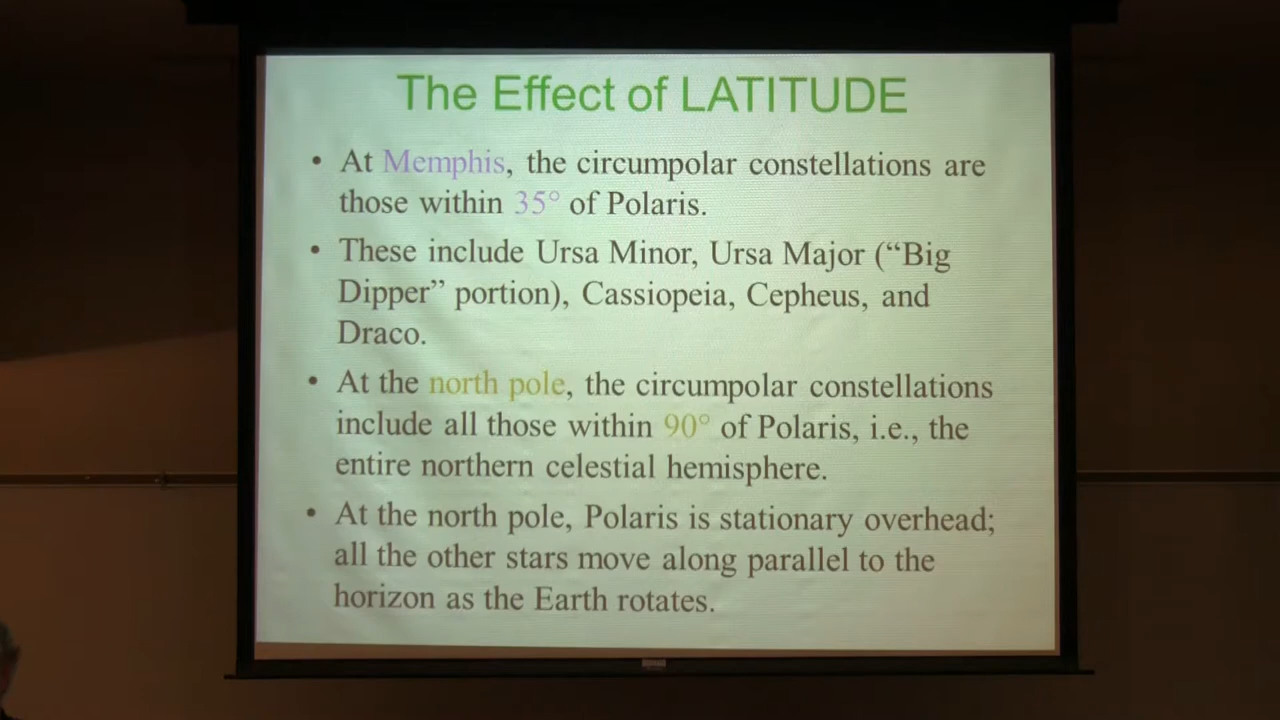 The Effect of LATITUDE
• At Memphis, the circumpolar constellations are
those within 35° of Polaris.
• These include Ursa Minor, Ursa Major (“Big
Dipper” portion), Cassiopeia, Cepheus, and
Draco.
• At the north pole, the circumpolar constellations
include all those within 90° of Polaris, i.e., the
entire northern celestial hemisphere.
• At the north pole, Polaris is stationary overhead;
all the other stars move along parallel to the
horizon as the Earth rotates.